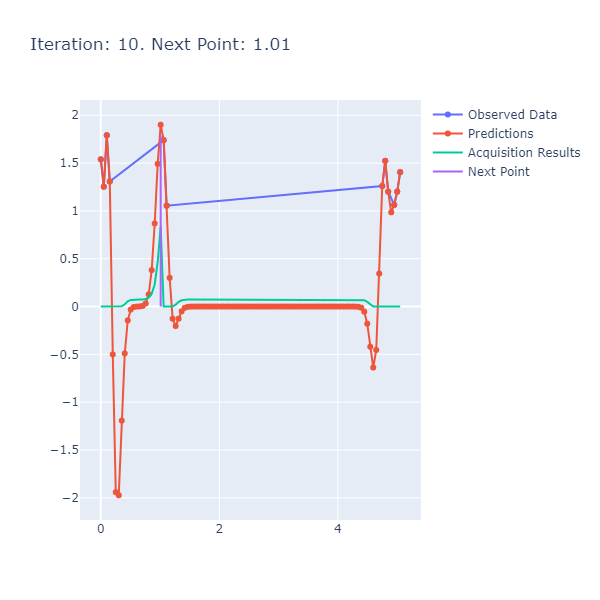 Iteration: 10. Next Point: 1.01
2
1.5
1
0.5
0
−0.5
−1
−1.5
−2
0
2
4
Observed Data
Predictions
Acquisition Results
Next Point